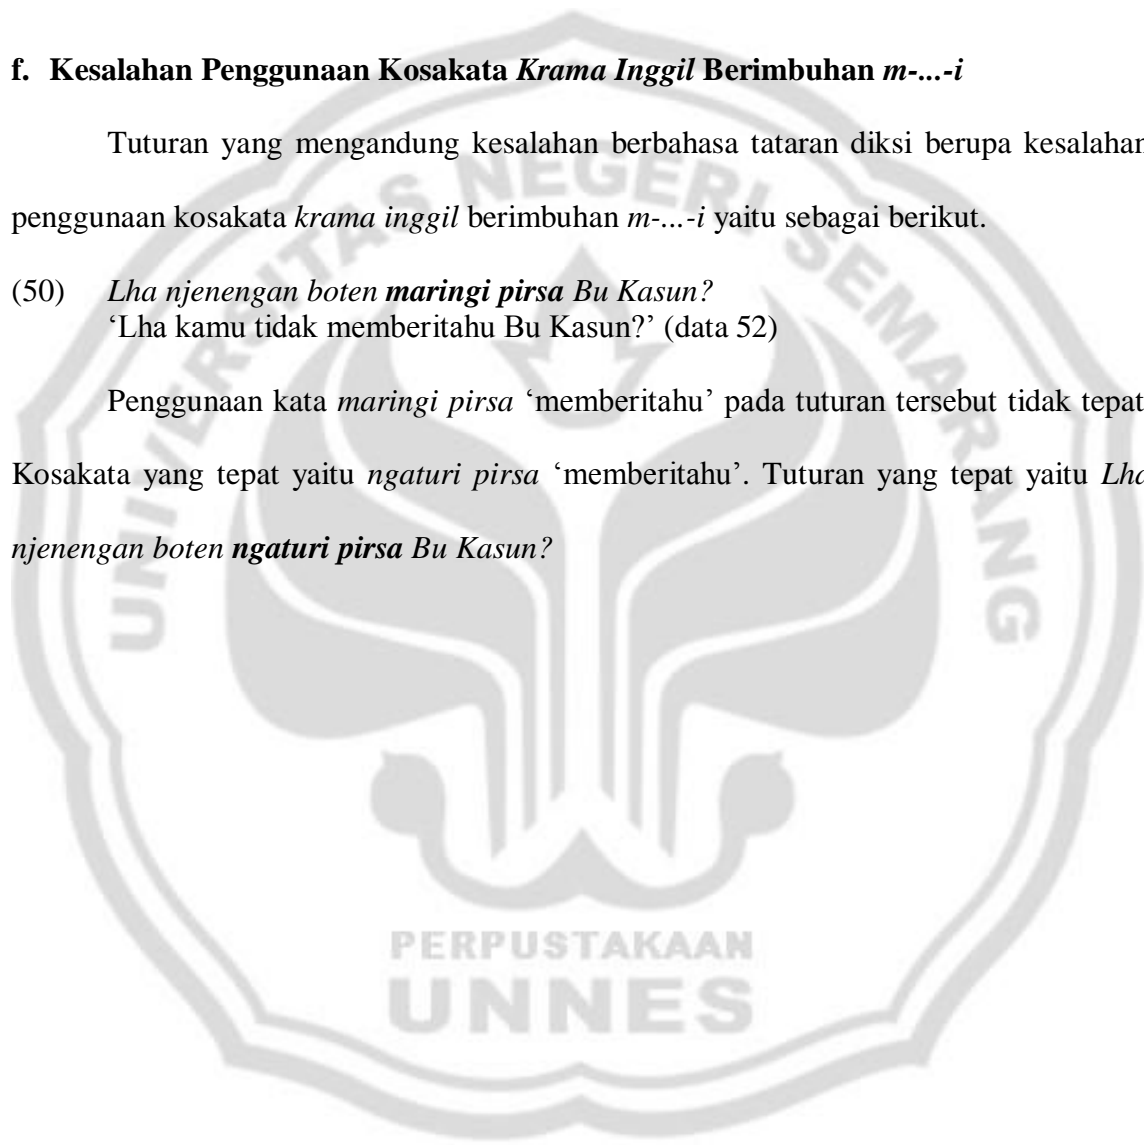 f. Kesalahan Penggunaan Kosakata Krama Inggil Berimbuhan m-...-i
Tuturan yang mengandung kesalahan berbahasa tataran diksi berupa kesalahan
penggunaan kosakata krama inggil berimbuhan m-...-i yaitu sebagai berikut.
(50) Lha njenengan boten maringi pirsa Bu Kasun?
‘Lha kamu tidak memberitahu Bu Kasun?’ (data 52)
Penggunaan kata maringi pirsa ‘memberitahu’ pada tuturan tersebut tidak tepat
Kosakata yang tepat yaitu ngaturi pirsa ‘memberitahu’. Tuturan yang tepat yaitu Lha
njenengan boten ngaturi pirsa Bu Kasun?
UNIVERSITAS NEGERI SEMARANG
PERPUSTAKAAN
UNNES